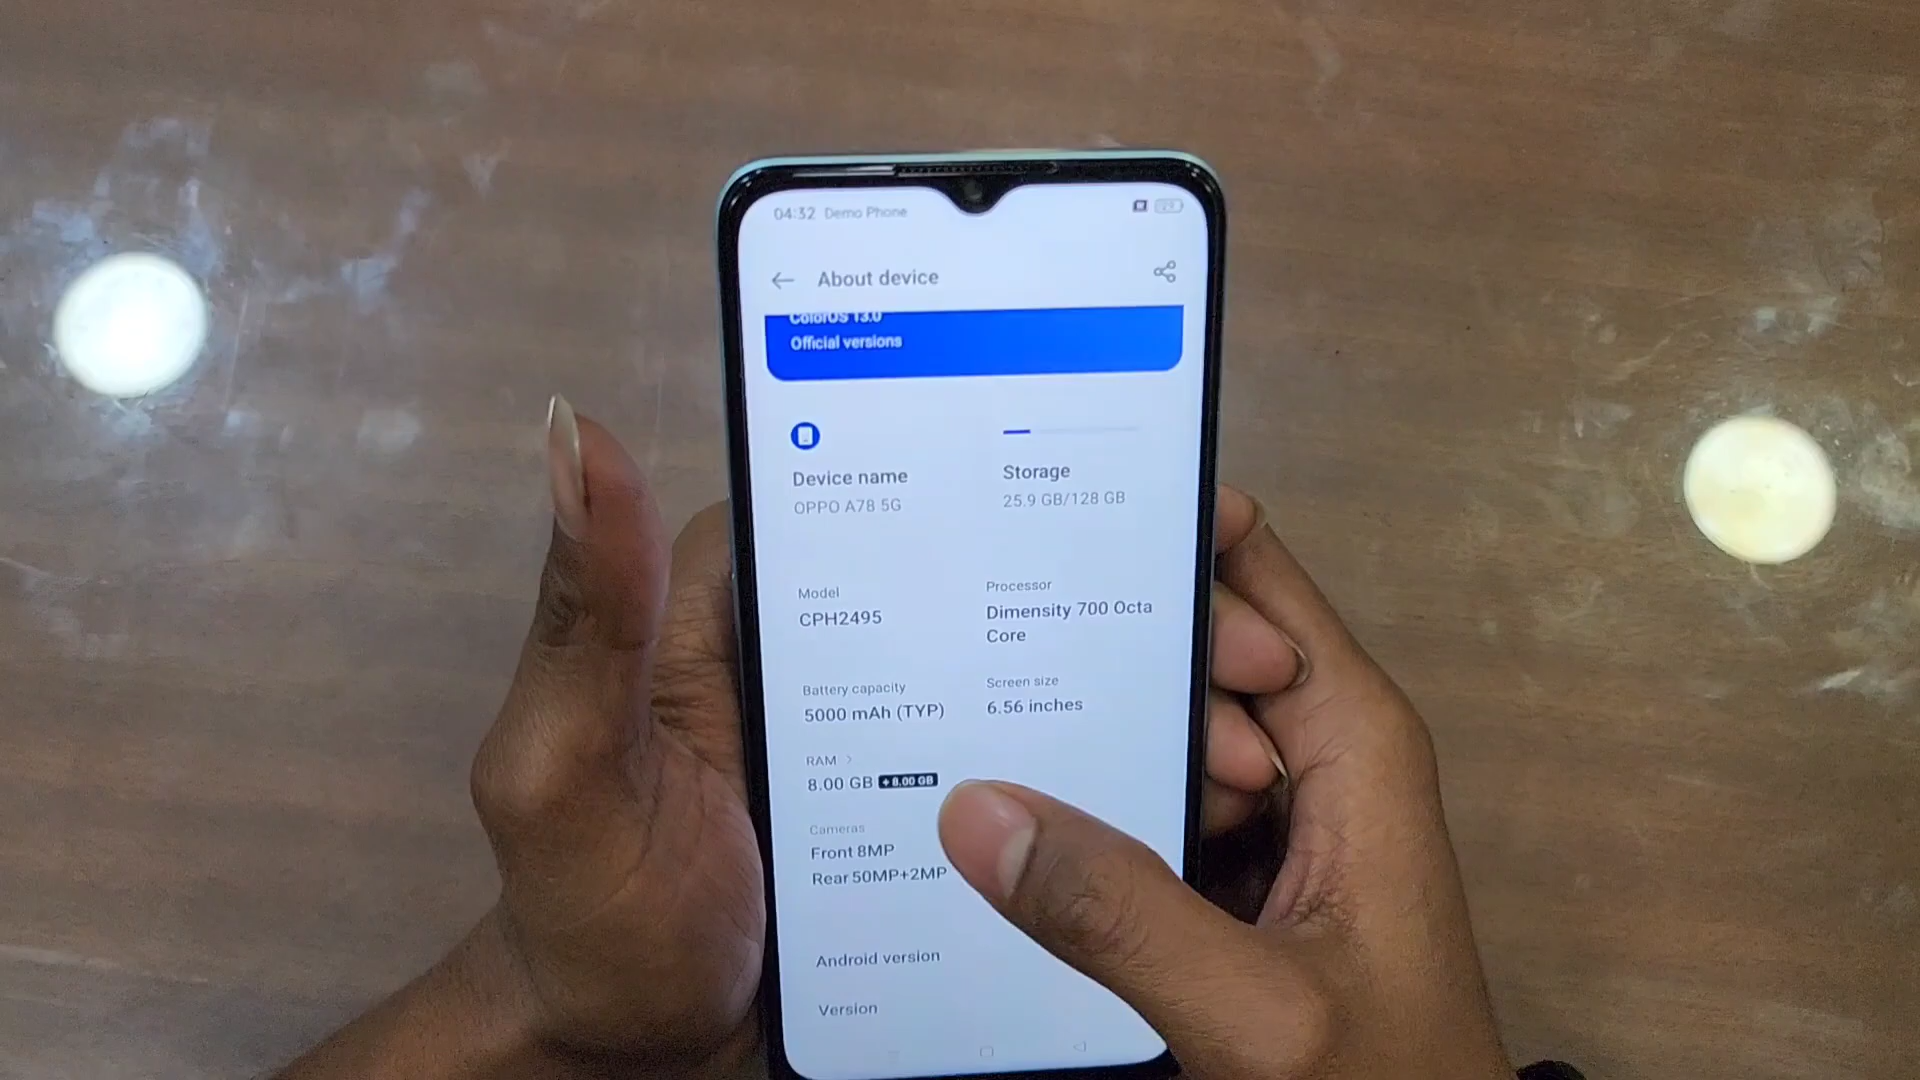 04:32 Demo Phone
About device
ColorOS 13.0
Official versions
Device name
OPPO A78 5G
Storage
25.9 GB/128 GB
Model
CPH2495
Processor
Dimensity 700 Octa
Core
Battery capacity
5000 mAh (TYP)
Screen size
6.56 inches
RAM
8.00 GB +8.00 GB
Cameras
Front 8MP
Rear 50MP+2MP
Android version
Version